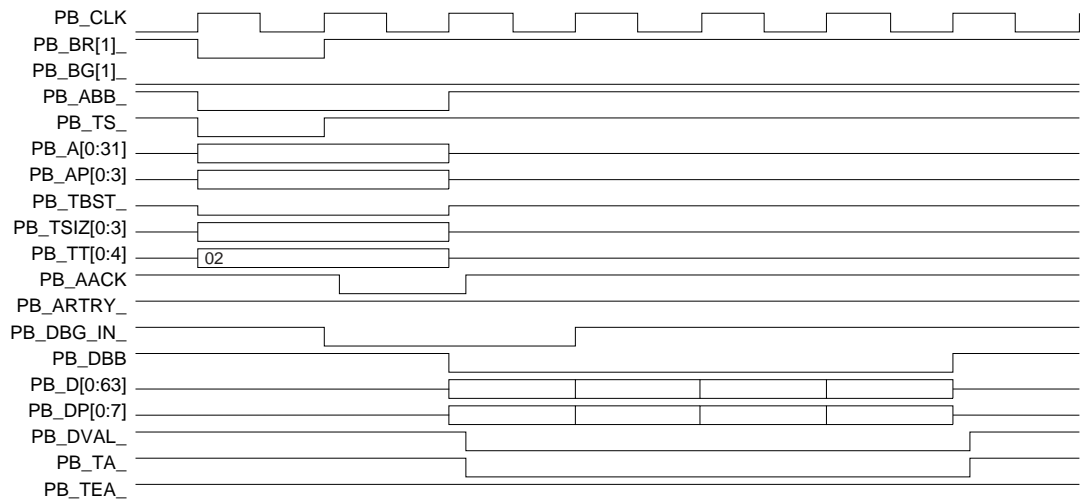 PB_CLK
PB_BR[1]_
PB_BG[1]_
PB_ABB_
PB_TS_
PB_A[0:31]
PB_AP[0:3]
PB_TBST_
PB_TSIZ[0:3]
PB_TT[0:4] 02
PB_AACK
PB_ARTRY_
PB_DBG_IN_
PB_DBB
PB_D[0:63]
PB_DP[0:7]
PB_DVAL_
PB_TA_
PB_TEA_